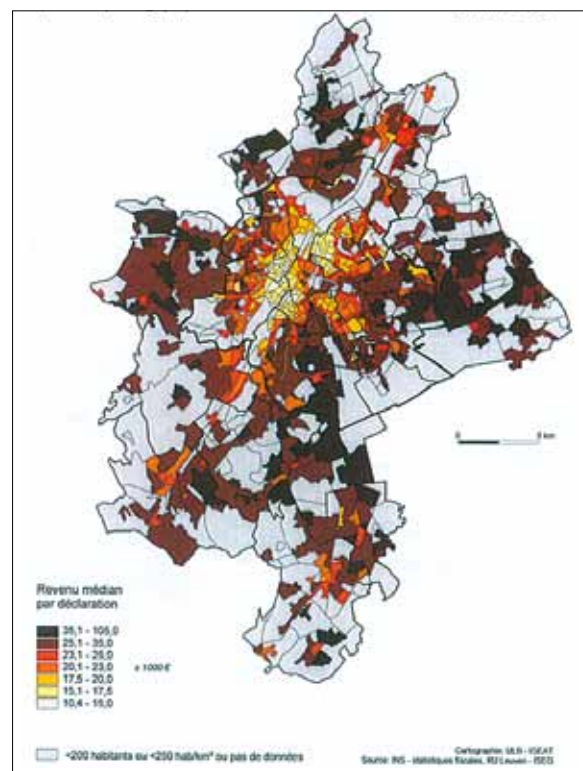 0 5 km
Revenu médian
par déclaration
35,1 - 105,0
25,1 - 35,0
23,1 - 25,0
20,1 - 23,0
17,5 - 20,0
15,1 - 17,5
10,4 - 15,0
x 1000 €
<200 habitants ou <250 hab/km² ou pas de données
Cartographie: ULB - IGEAT
Source: INS - statistiques fiscales, KU Leuven - ISEG